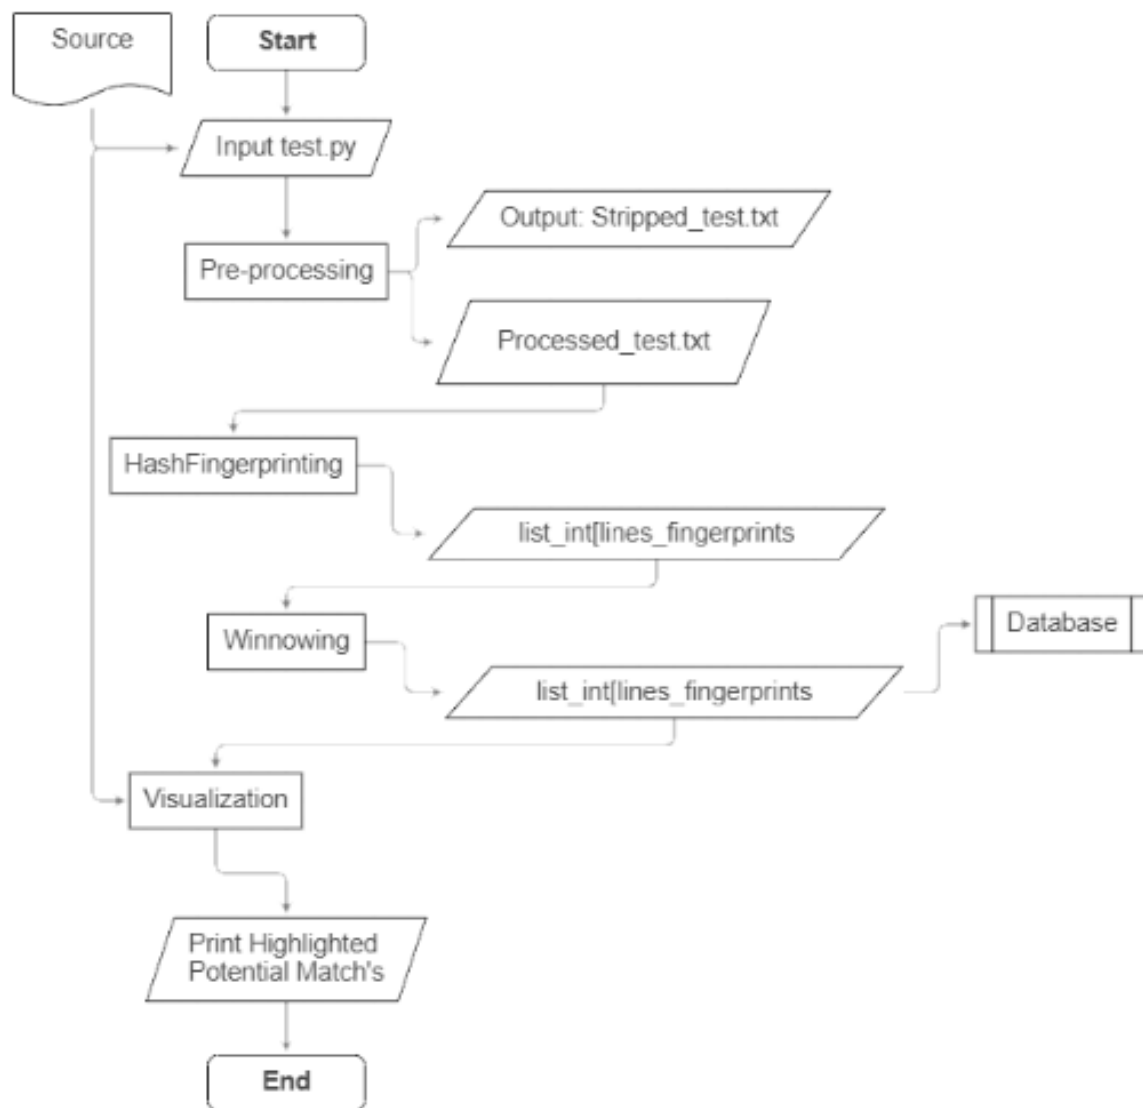 Source
Start
Input test.py
Output: Stripped_test.txt
Pre-processing
Processed_test.txt
HashFingerprinting
list_int[lines_fingerprints
Winnowing
Database
list_int[lines_fingerprints
Visualization
Print Highlighted
Potential Match's
End